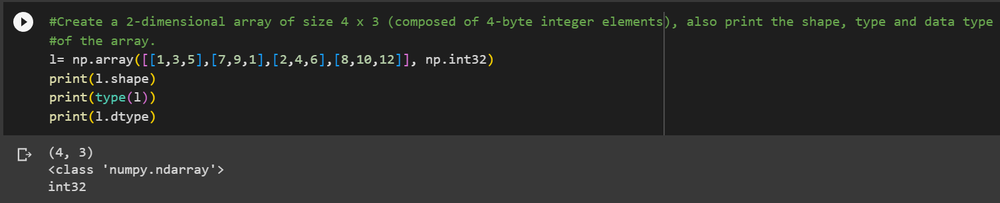 #Create a 2-dimensional array of size 4 x 3 (composed of 4-byte integer elements), also print the shape, type and data type
#of the array.
l= np.array([[1,3,5],[7,9,1],[2,4,6],[8,10,12]], np.int32)
print(l.shape)
print(type(l))
print(l.dtype)
(4, 3)
<class 'numpy.ndarray'>
int32